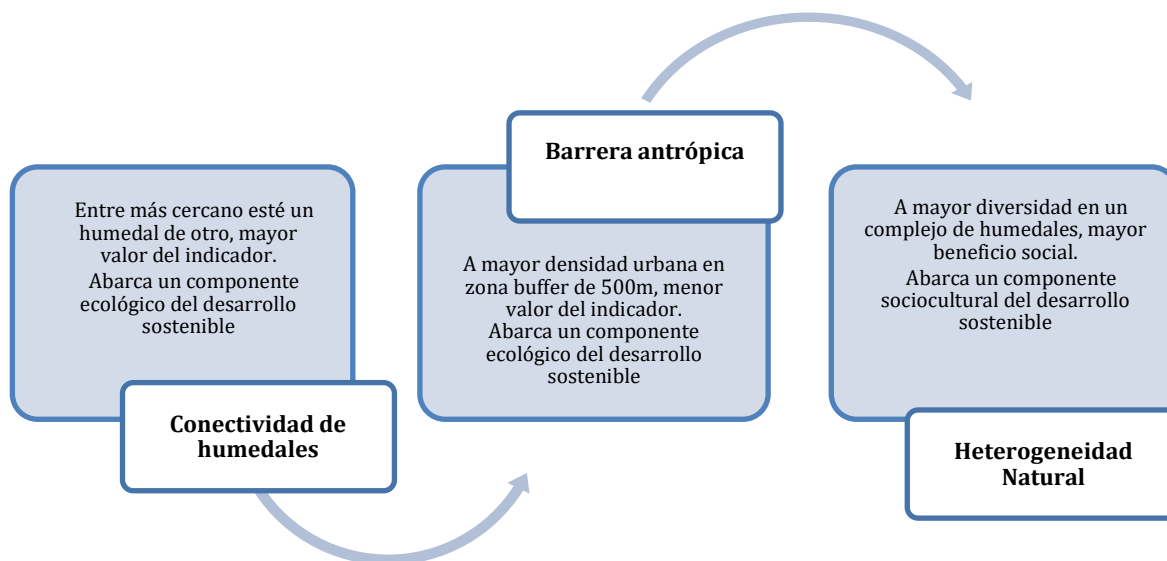 Entre más cercano esté un
humedal de otro, mayor
valor del indicador.
Abarca un componente
ecológico del desarrollo
sostenible
Conectividad de
humedales
Barrera antrópica
A mayor densidad urbana en
zona buffer de 500m, menor
valor del indicador.
Abarca un componente
ecológico del desarrollo
sostenible
A mayor diversidad en un
complejo de humedales, mayor
beneficio social.
Abarca un componente
sociocultural del desarrollo
sostenible
Heterogeneidad
Natural